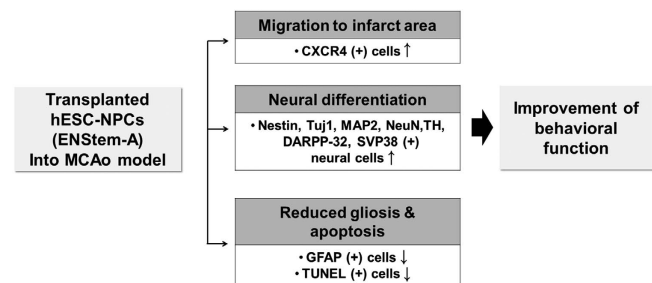 Transplanted
hESC-NPCs
(ENStem-A)
Into MCAo model
Migration to infarct area
• CXCR4 (+) cells ↑
Neural differentiation
• Nestin, Tuj1, MAP2, NeuN,TH,
DARPP-32, SVP38 (+)
neural cells ↑
Reduced gliosis &
apoptosis
• GFAP (+) cells ↓
• TUNEL (+) cells ↓
Improvement of
behavioral
function